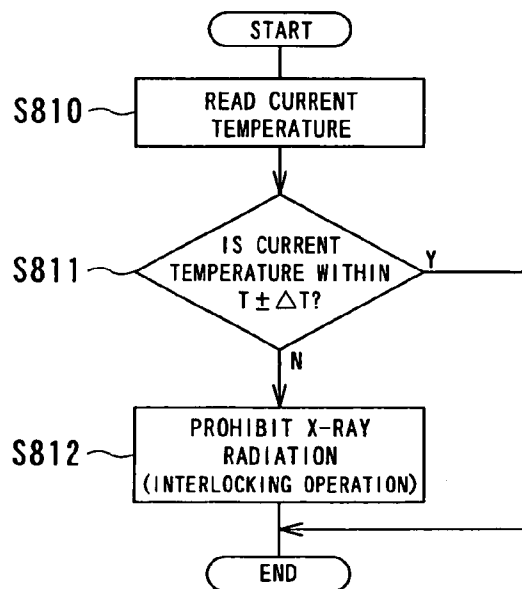 START
S810
READ CURRENT
TEMPERATURE
S811
IS CURRENT
TEMPERATURE WITHIN
T ± △T?
Y
N
S812
PROHIBIT X-RAY
RADIATION
(INTERLOCKING OPERATION)
END